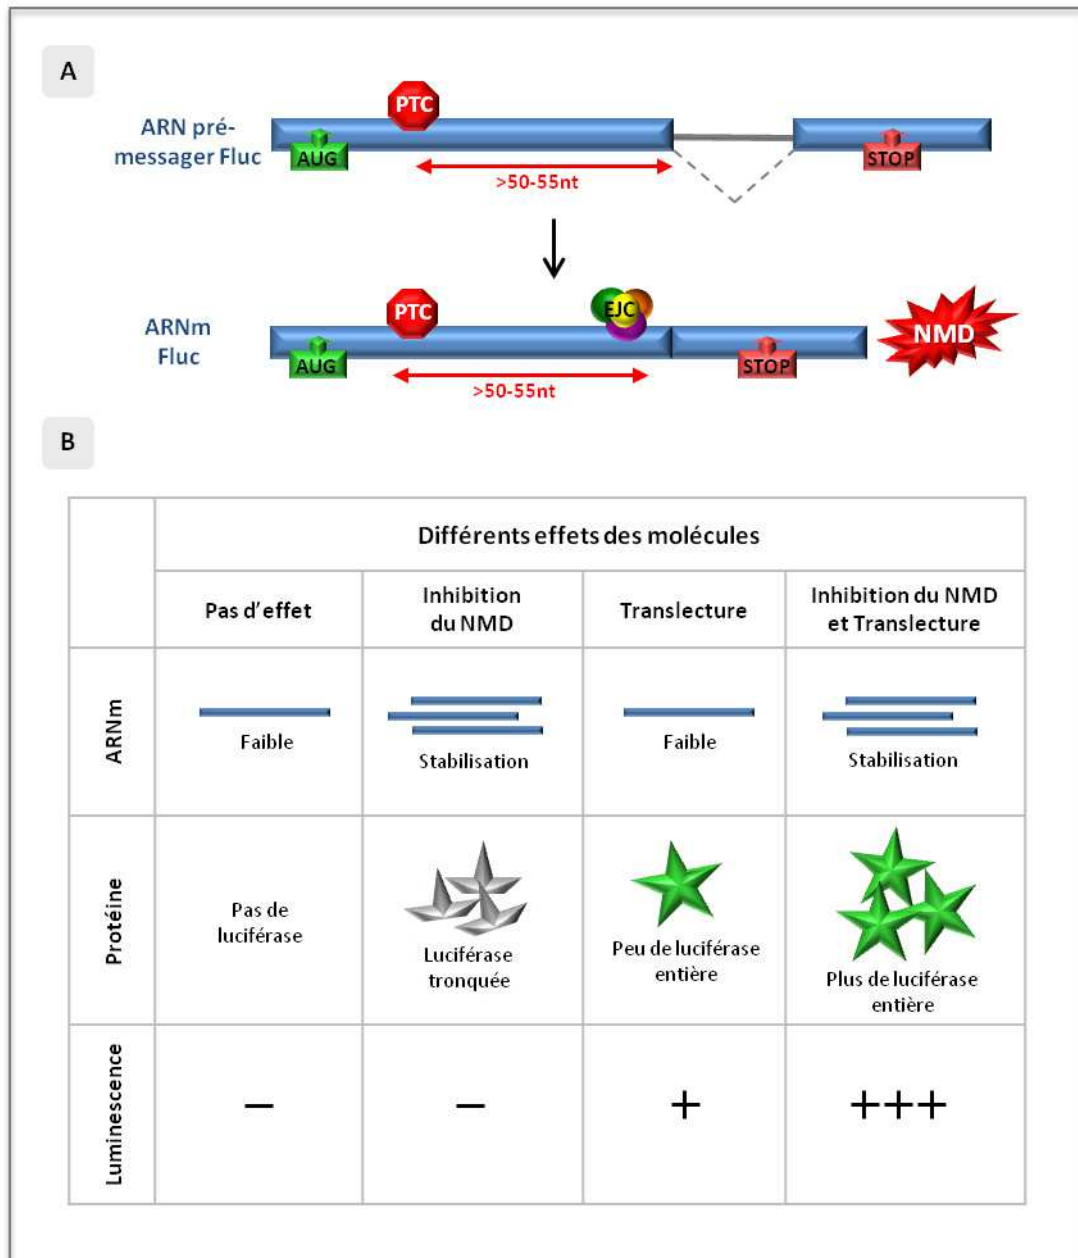 A
ARN pré-
messager Fluc
PTC
AUG
STOP
>50-55nt
ARNm
Fluc
PTC
EJC
AUG
STOP
NMD
>50-55nt
B
Différents effets des molécules
Pas d'effet
Inhibition
du NMD
Translecture
Inhibition du NMD
et Translecture
ARNm
Faible
Stabilisation
Faible
Stabilisation
Protéine
Pas de
luciférase
Luciférase
tronquée
Peu de luciférase
entière
Plus de luciférase
entière
Luminescence
—
—
+
+++